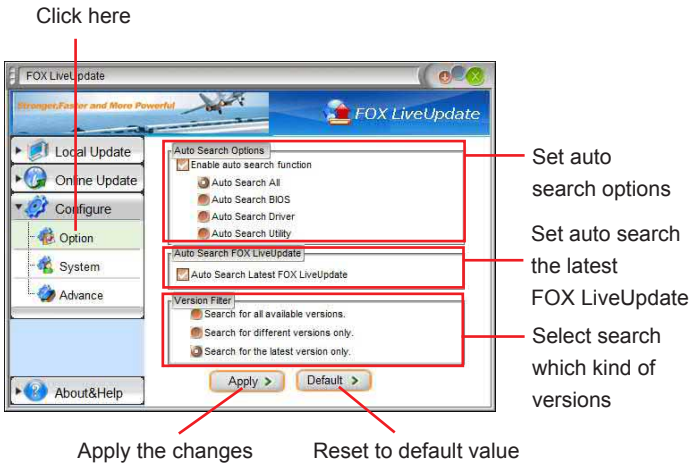 Click here
FOX LiveUpdate
Stronger,Faster and More Powerful
FOX LiveUpdate
Local Update
Online Update
Configure
Option
System
Advance
About&Help
Auto Search Options
Enable auto search function
Auto Search All
Auto Search BIOS
Auto Search Driver
Auto Search Utility
Auto Search FOX LiveUpdate
Auto Search Latest FOX LiveUpdate
Version Filter
Search for all available versions.
Search for different versions only.
Search for the latest version only.
Apply >
Default >
Set auto
search options
Set auto search
the latest
FOX LiveUpdate
Select search
which kind of
versions
Apply the changes
Reset to default value